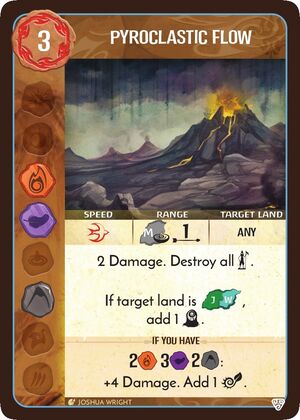 3 PYROCLASTIC FLOW
SPEED RANGE TARGET LAND
M 1 ANY
2 Damage. Destroy all .
If target land is J W ,
add 1 .
IF YOU HAVE
2 3 2 :
+4 Damage. Add 1 .
JOSHUA WRIGHT